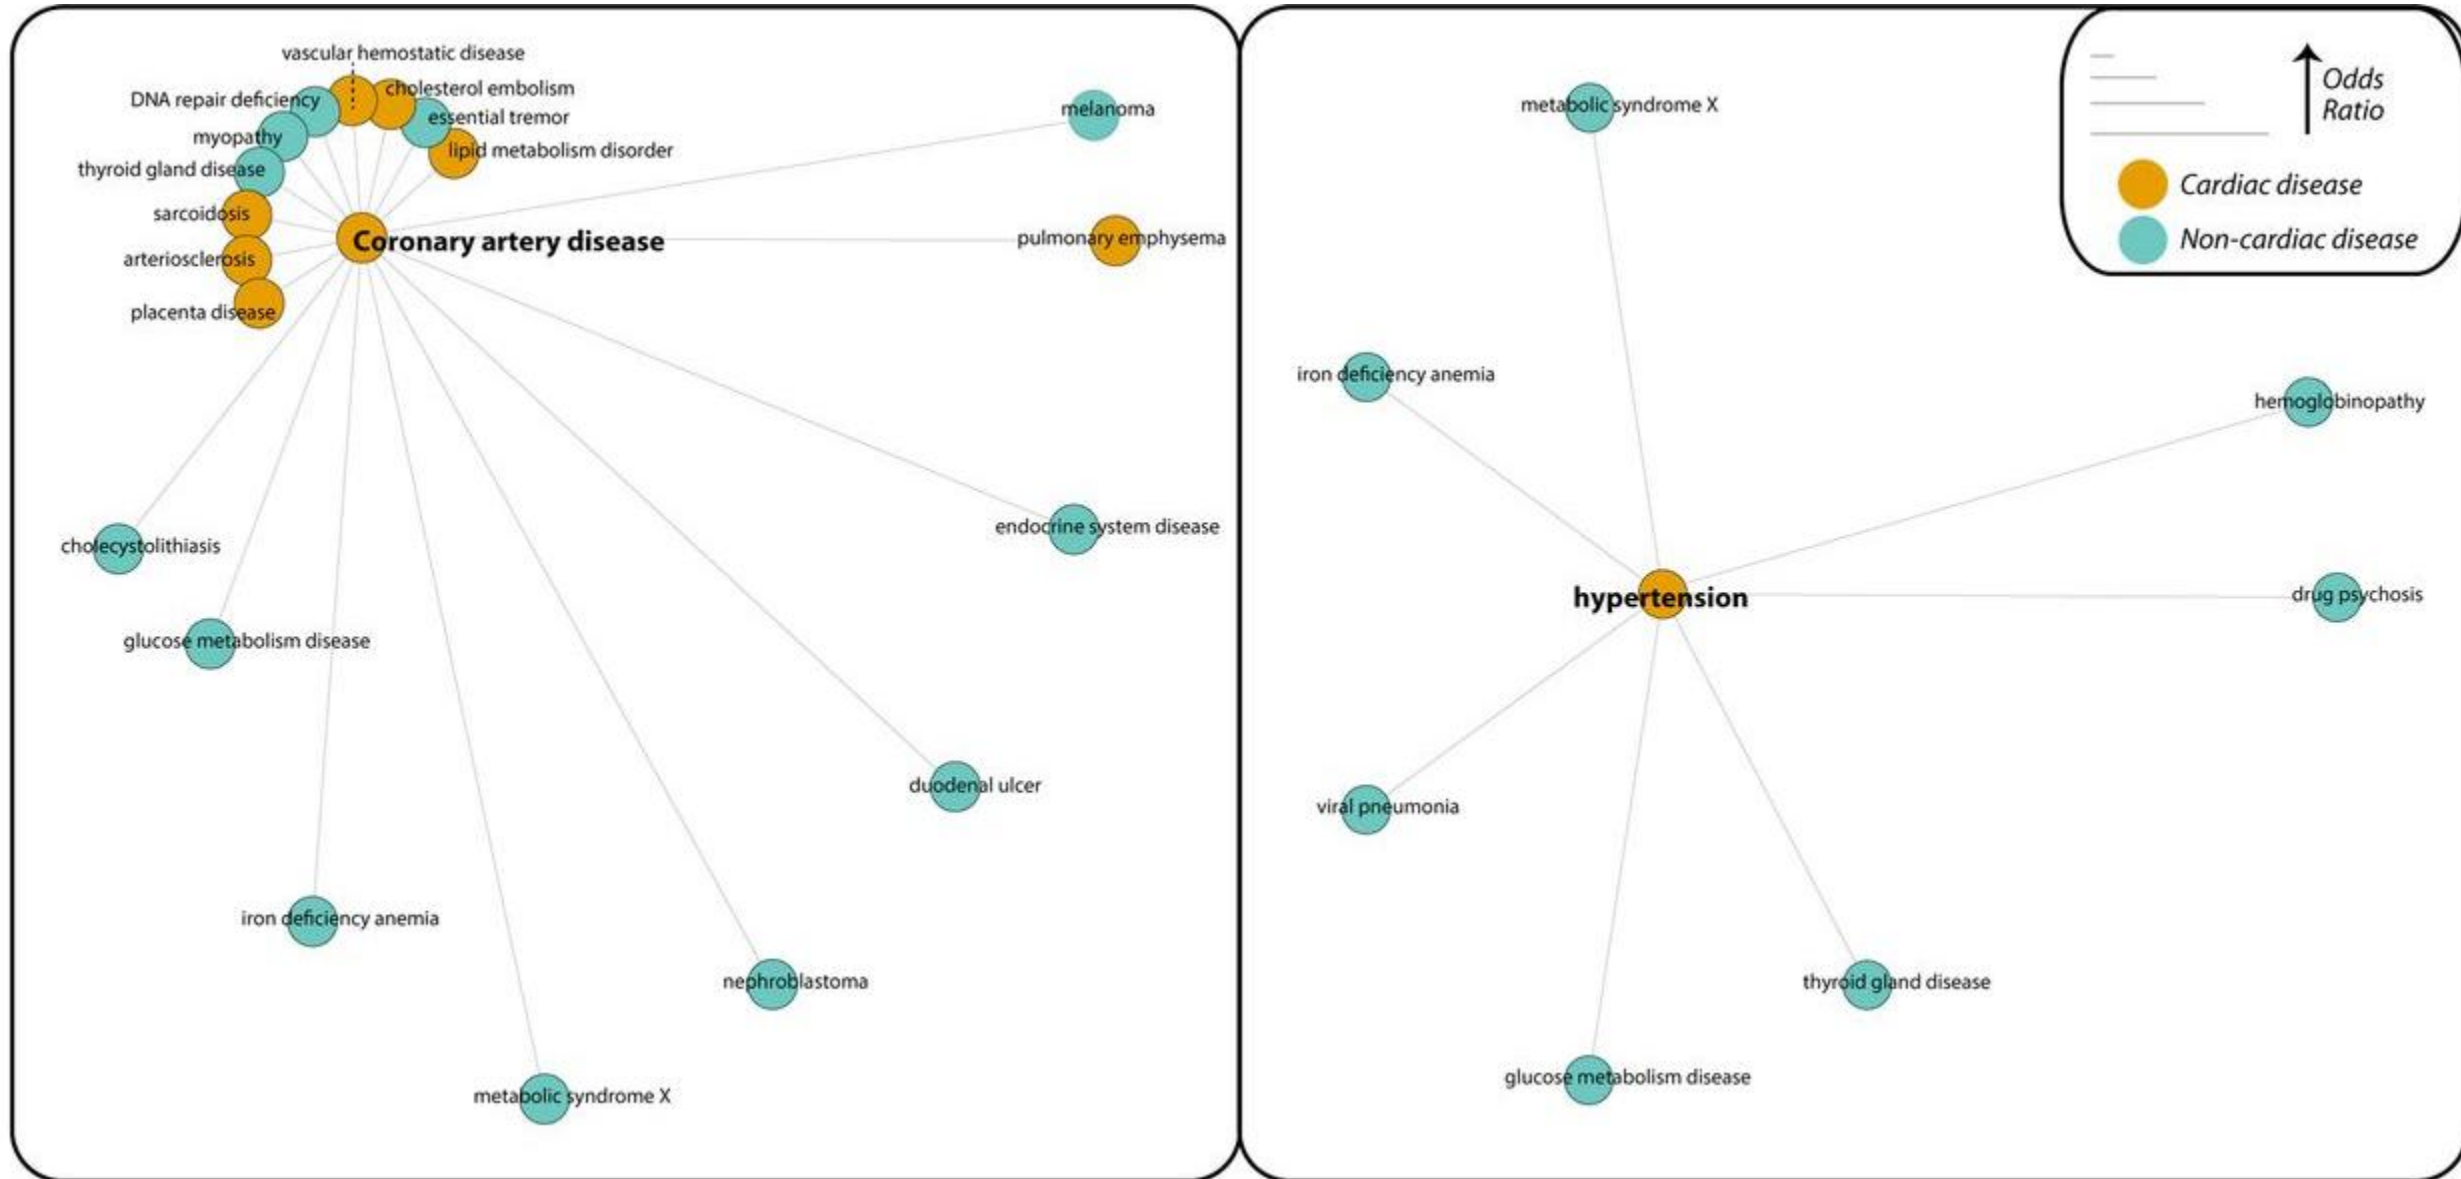 vascular hemostatic disease
cholesterol embolism
DNA repair deficiency
essential tremor
myopathy
lipid metabolism disorder
thyroid gland disease
sarcoidosis
Coronary artery disease
arteriosclerosis
placenta disease
melanoma
pulmonary emphysema
endocrine system disease
cholecystolithiasis
glucose metabolism disease
duodenal ulcer
iron deficiency anemia
nephroblastoma
metabolic syndrome X
metabolic syndrome X
iron deficiency anemia
hemoglobinopathy
hypertension
drug psychosis
viral pneumonia
thyroid gland disease
glucose metabolism disease
Odds
Ratio
Cardiac disease
Non-cardiac disease